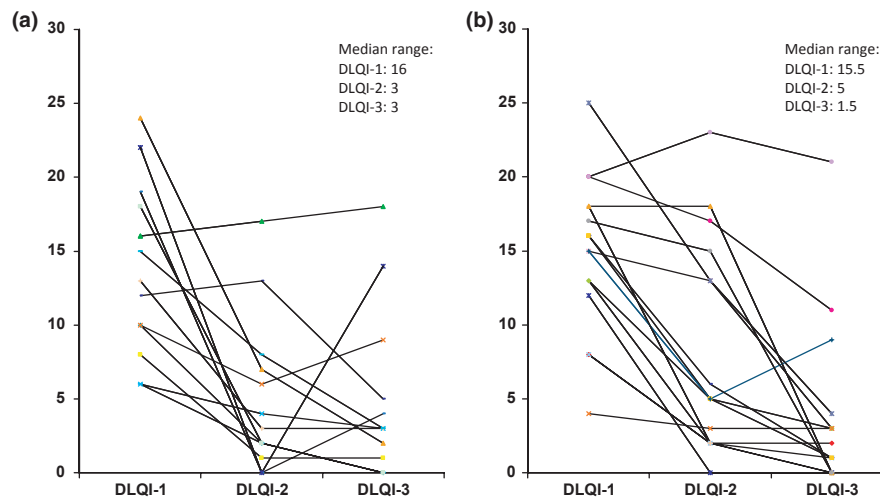 (a)
30
25
20
15
10
5
0
Median range:
DLQI-1: 16
DLQI-2: 3
DLQI-3: 3
DLQI-1 DLQI-2 DLQI-3
(b)
30
25
20
15
10
5
0
Median range:
DLQI-1: 15.5
DLQI-2: 5
DLQI-3: 1.5
DLQI-1 DLQI-2 DLQI-3